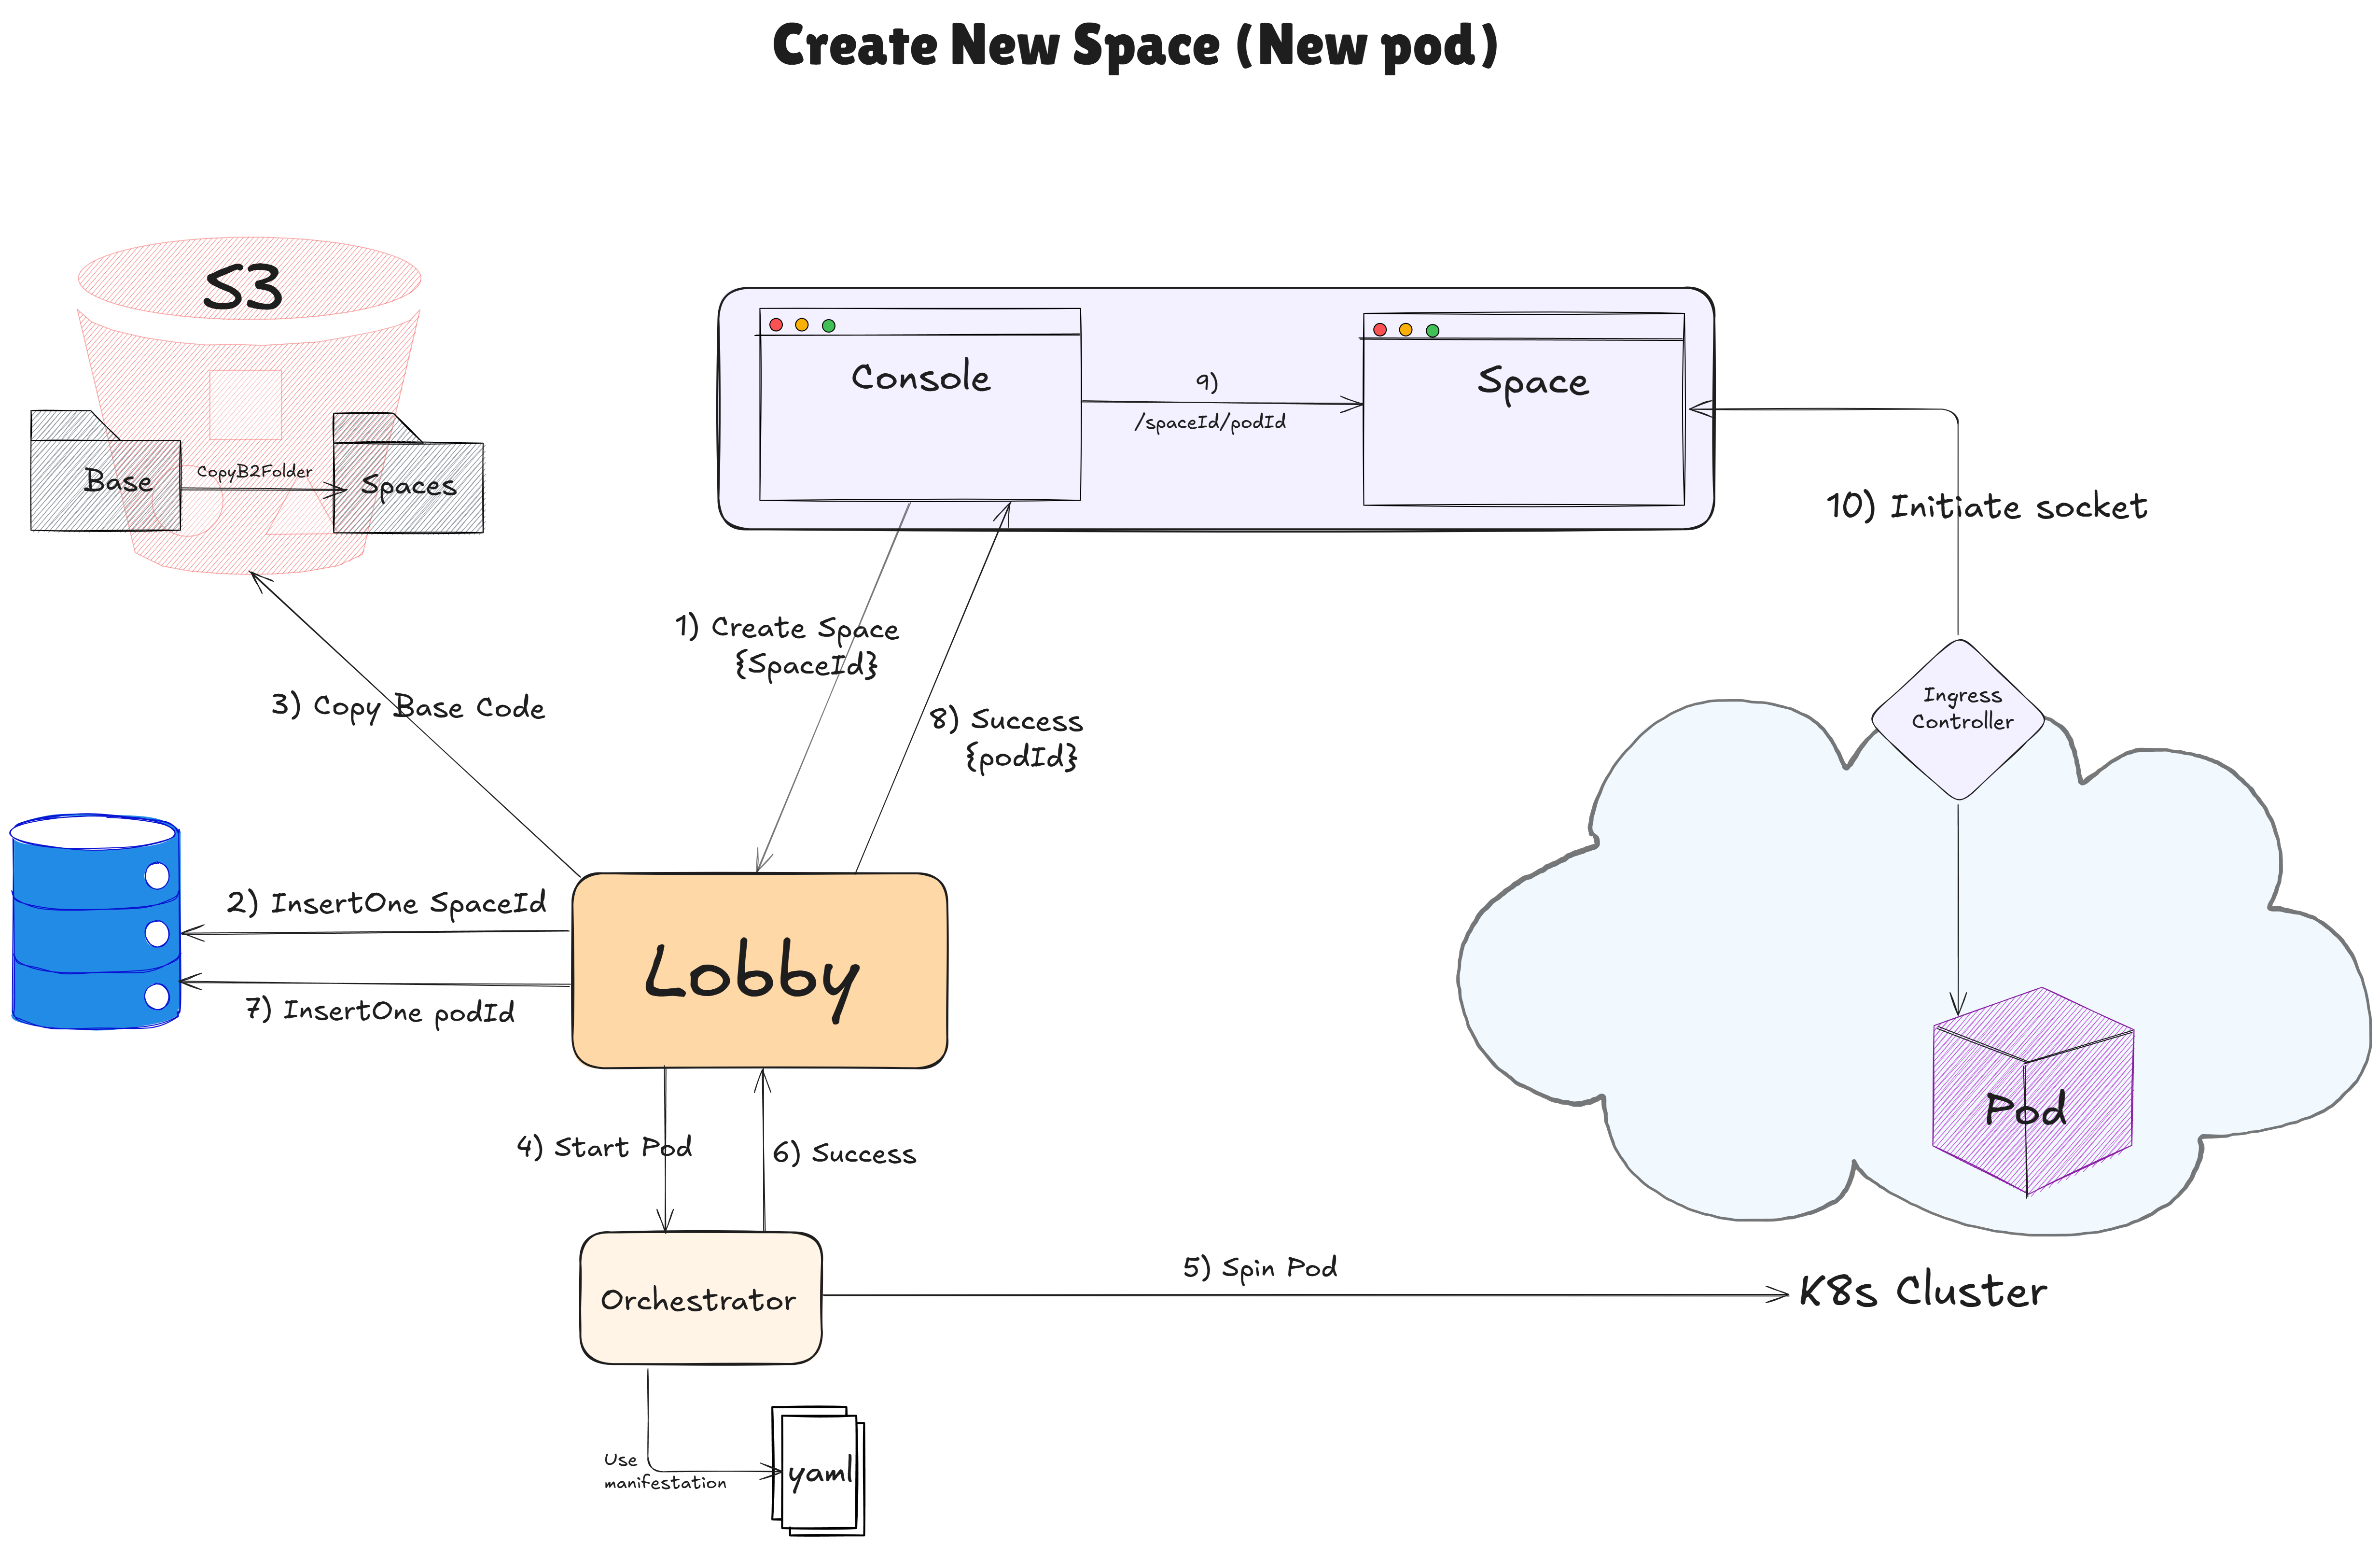 Create New Space (New pod)
S3
Base
CopyB2Folder
Spaces
Console
9)
/spaceId/podId
Space
10) Initiate socket
1) Create Space
{SpaceId}
3) Copy Base Code
8) Success
{podId}
Ingress
Controller
2) InsertOne SpaceId
Lobby
7) InsertOne podId
Pod
4) Start Pod
6) Success
5) Spin Pod
Orchestrator
K8s Cluster
Use
manifestation
yaml